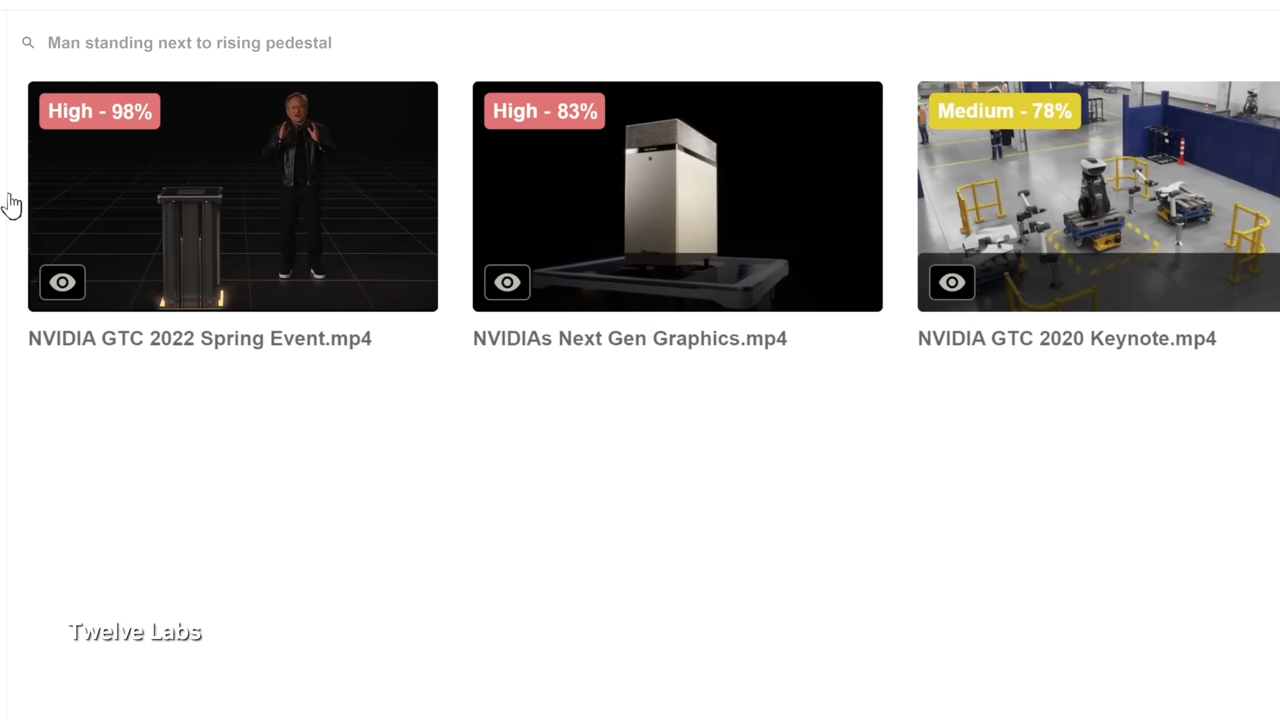 Man standing next to rising pedestal
High - 98%
High - 83%
Medium - 78%
NVIDIA GTC 2022 Spring Event.mp4
NVIDIAs Next Gen Graphics.mp4
NVIDIA GTC 2020 Keynote.mp4
Twelve Labs